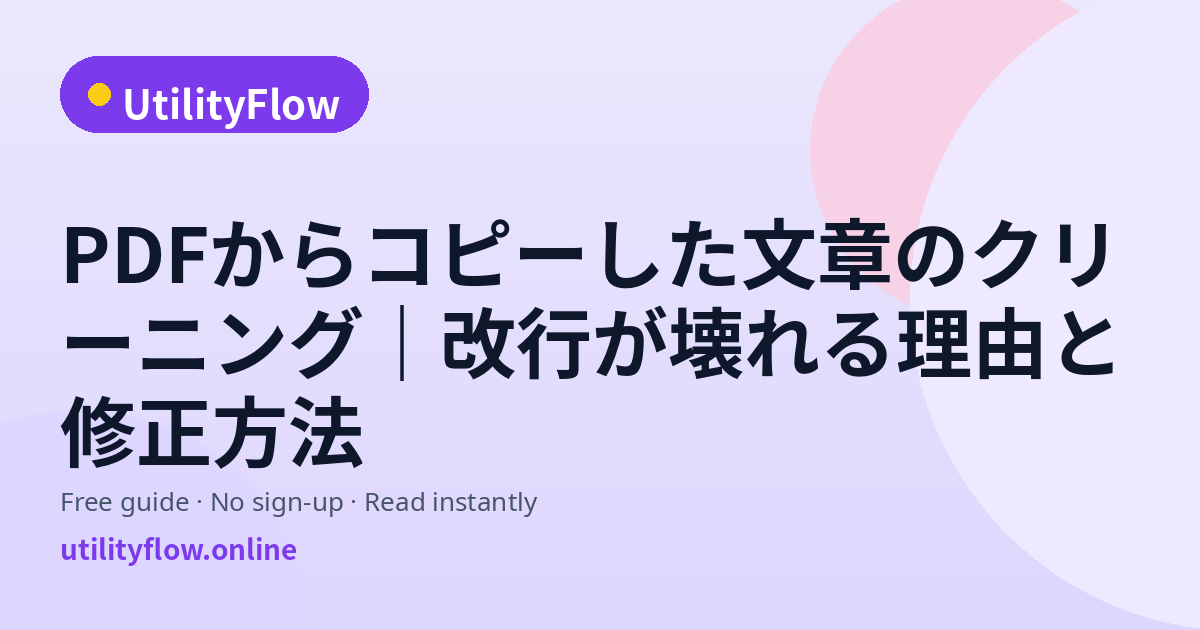 UtilityFlow
PDFからコピーした文章のクリ
ーニング｜改行が壊れる理由と
修正方法
Free guide · No sign-up · Read instantly
utilityflow.online